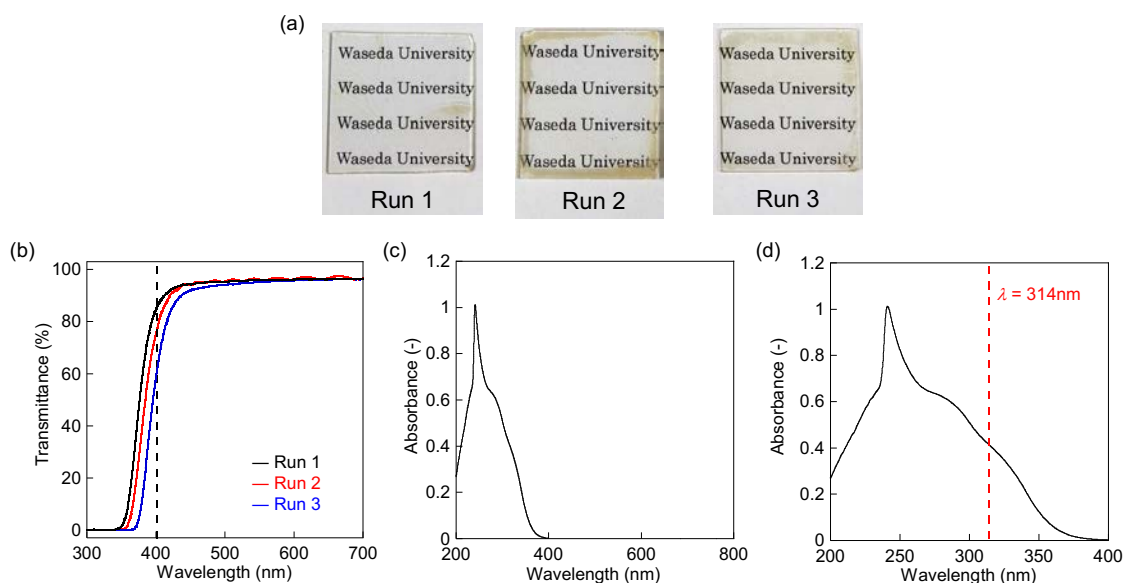 (a)
Waseda University
Waseda University
Waseda University
Waseda University
Run 1
Waseda University
Waseda University
Waseda University
Waseda University
Run 2
Waseda University
Waseda University
Waseda University
Waseda University
Run 3
(b)
100
80
60
40
20
0
Transmittance (%)
Run 1
Run 2
Run 3
300 400 500 600 700
Wavelength (nm)
(c)
1.2
1
0.8
0.6
0.4
0.2
0
Absorbance (-)
200 400 600 800
Wavelength (nm)
(d)
1.2
1
0.8
0.6
0.4
0.2
0
Absorbance (-)
λ = 314nm
200 250 300 350 400
Wavelength (nm)